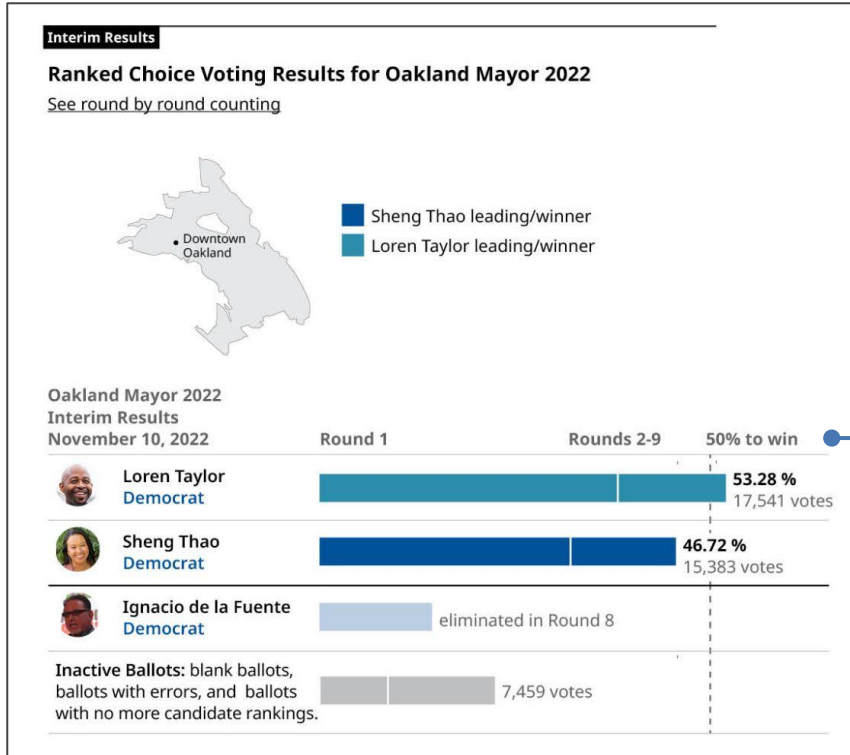 Interim Results
Ranked Choice Voting Results for Oakland Mayor 2022
See round by round counting
Downtown
Oakland
Sheng Thao leading/winner
Loren Taylor leading/winner
Oakland Mayor 2022
Interim Results
November 10, 2022
Round 1
Rounds 2-9
50% to win
Loren Taylor
Democrat
53.28 %
17,541 votes
Sheng Thao
Democrat
46.72 %
15,383 votes
Ignacio de la Fuente
Democrat
eliminated in Round 8
Inactive Ballots: blank ballots,
ballots with errors, and ballots
with no more candidate rankings.
7,459 votes